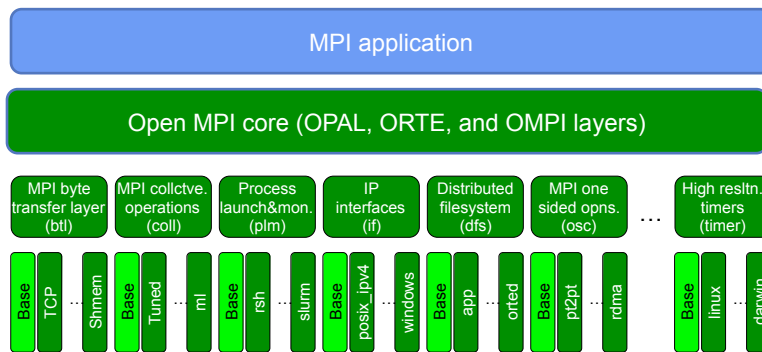 MPI application
Open MPI core (OPAL, ORTE, and OMPI layers)
MPI byte
transfer layer
(btl)
MPI collctve.
operations
(coll)
Process
launch&mon.
(plm)
IP
interfaces
(if)
Distributed
filesystem
(dfs)
MPI one
sided opns.
(osc)
...
High resltn.
timers
(timer)
Base
TCP
...
Shmem
Base
Tuned
...
ml
Base
rsh
...
slurm
Base
posix_ipv4
...
windows
Base
app
...
orted
Base
pt2pt
...
rdma
Base
linux
...
darwin